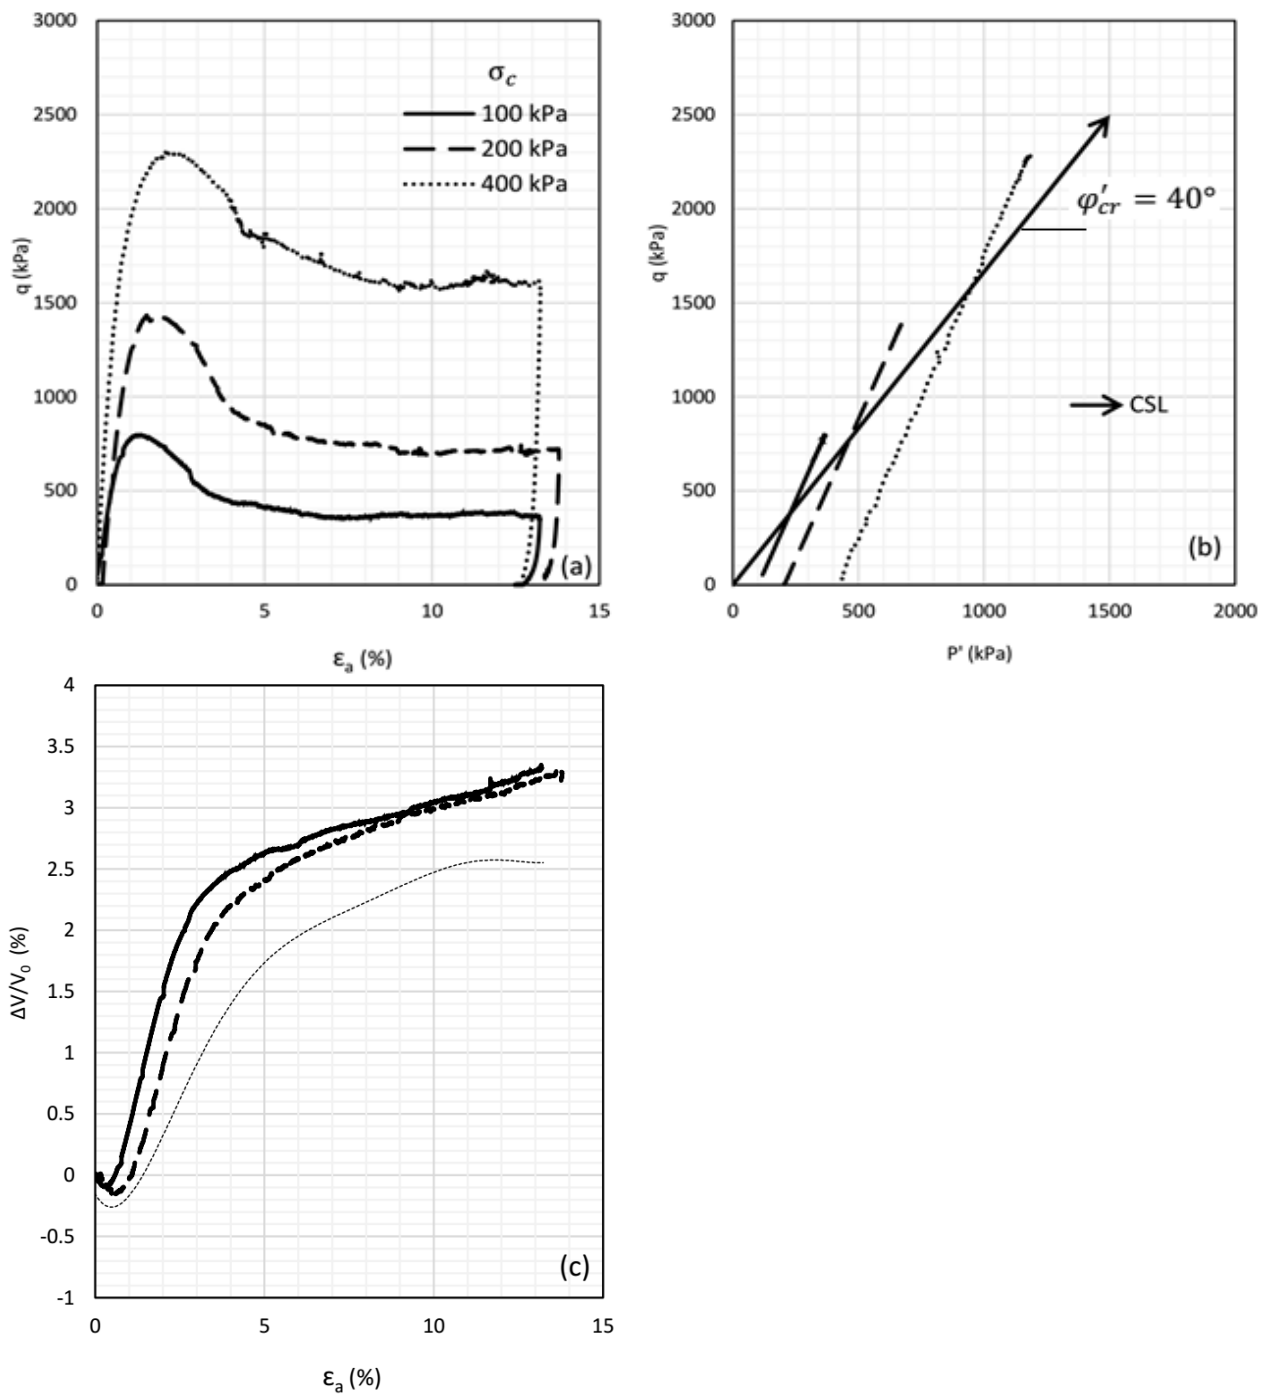 3000
2500
2000
1500
1000
500
0
q (kPa)
σc
100 kPa
200 kPa
400 kPa
(a)
0 5 10 15
εa (%)
3000
2500
2000
1500
1000
500
0
q (kPa)
φ′cr = 40°
CSL
(b)
0 500 1000 1500 2000
P' (kPa)
4
3.5
3
2.5
2
1.5
1
0.5
0
-0.5
-1
ΔV/V0 (%)
(c)
0 5 10 15
εa (%)